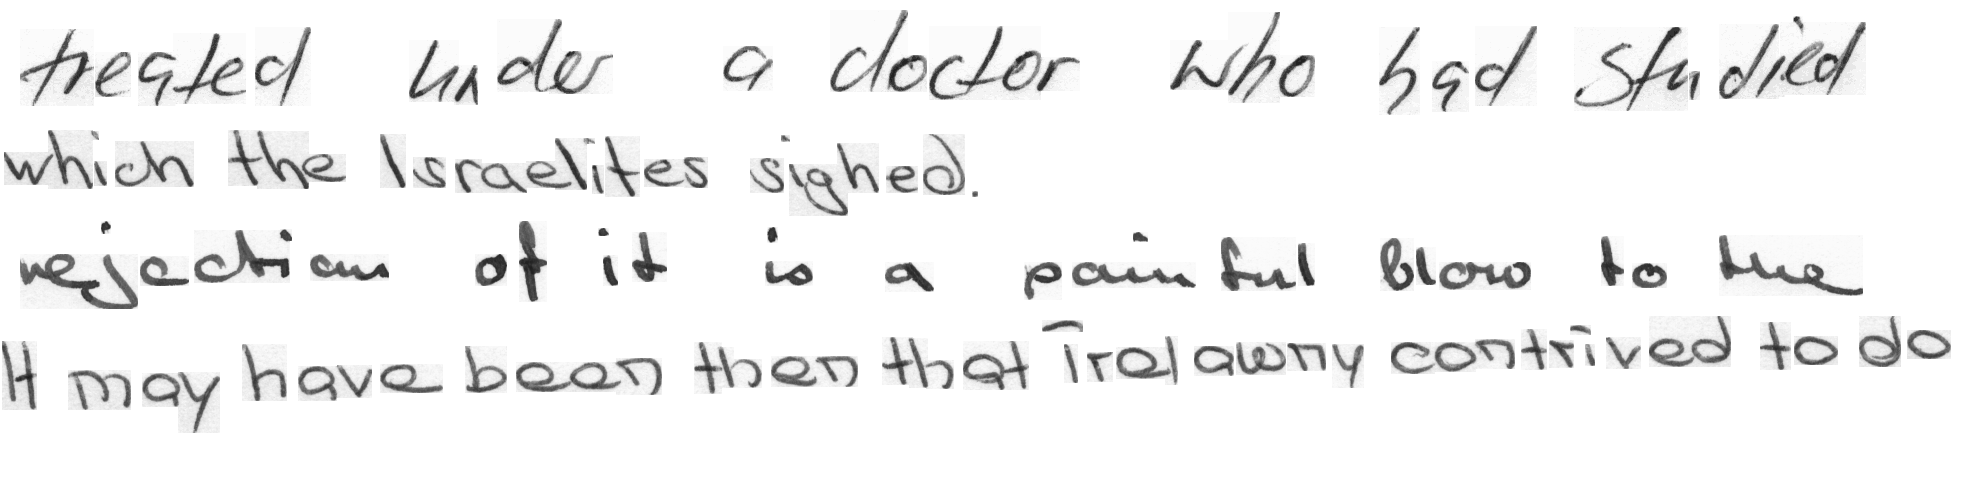 treated under a doctor who had studied
which the Israelites sighed.
rejection of it is a painful blow to the
It may have been then that Trelawny contrived to do